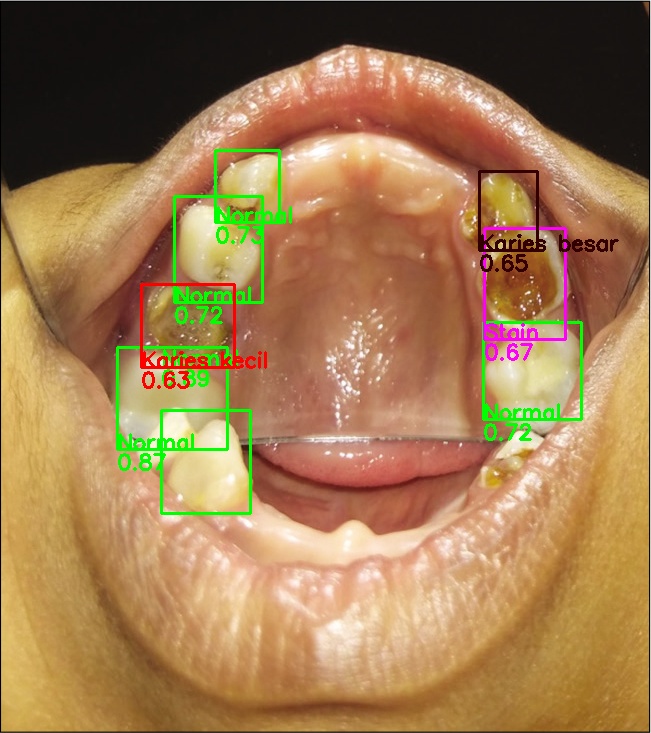 Normal
0.73
Karies besar
0.65
Normal
0.72
Stain
0.67
Karies kecil
0.63
Normal
0.72
Normal
0.87